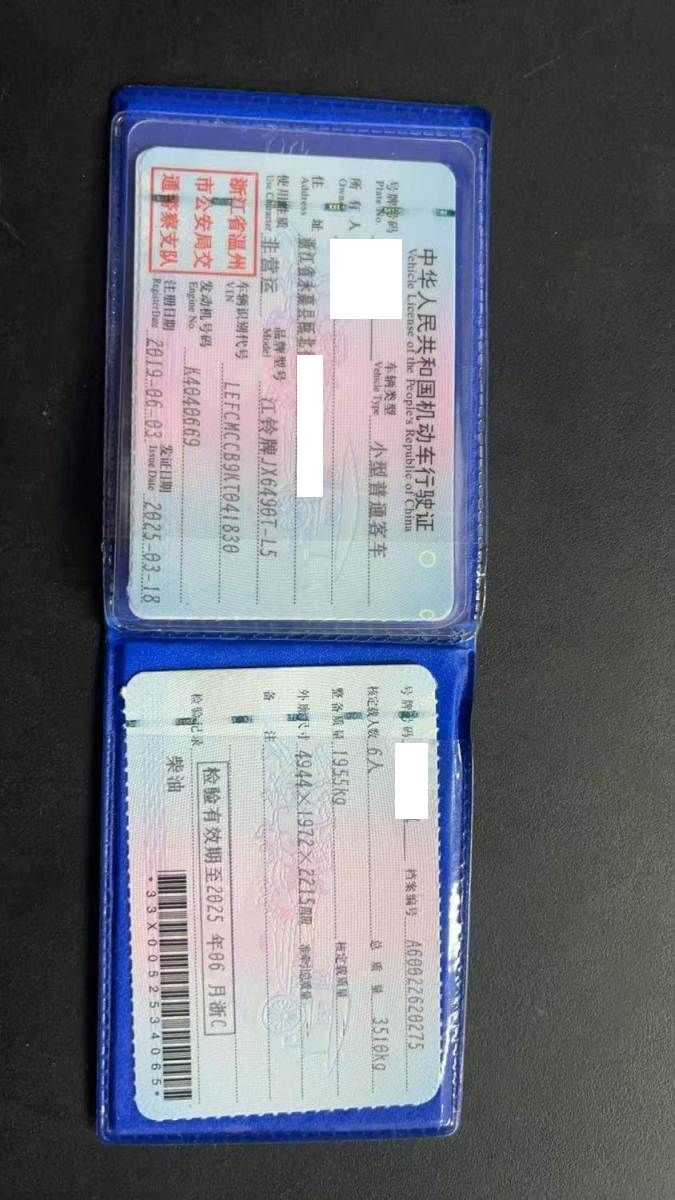 中华人民共和国机动车行驶证
Vehicle License of the People's Republic of China
号牌号码
Plate No.
车辆类型 小型普通客车
Vehicle Type
所有人
Owner
住址 浙江省永嘉县瓯北
Address
使用性质 非营运
Use Character
品牌型号 江铃牌JX6490T-L5
Model
浙江省温州
市公安局交
通警察支队
车辆识别代号 LEFCMCCB9KT041830
VIN
发动机号码 K4040669
Engine No.
注册日期 2019-06-03
Register Date
发证日期 2025-03-18
Issue Date
号牌号码
档案编号 A60022620275
核定载人数 6人
总质量 3510kg
整备质量 1955kg
核定载质量 --
外廓尺寸 4944×1972×2215mm
准牵引总质量 --
备注
检验记录
检验有效期至2025年06月浙C
柴油
*33X0052534065*